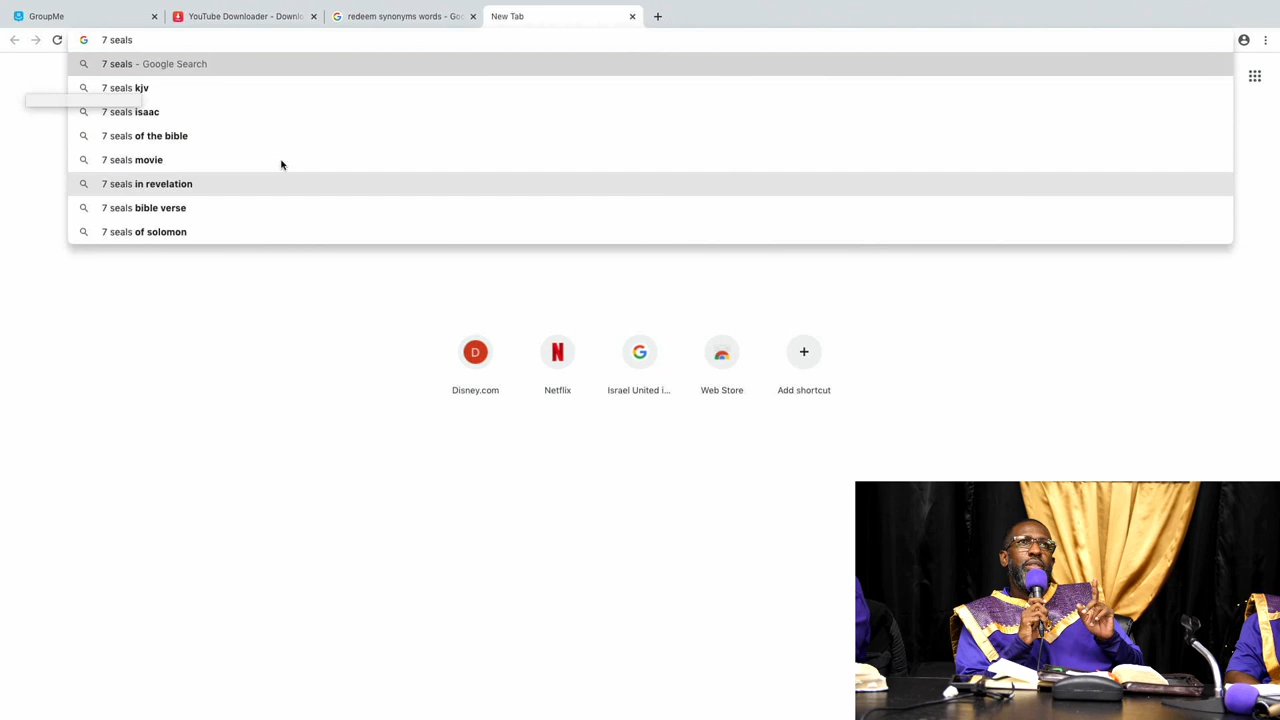 GroupMe
YouTube Downloader - Downlo
redeem synonyms words - Goo
New Tab
7 seals
7 seals - Google Search
7 seals kjv
7 seals isaac
7 seals of the bible
7 seals movie
7 seals in revelation
7 seals bible verse
7 seals of solomon
D
N
Disney.com
Netflix
Israel United i...
Web Store
Add shortcut